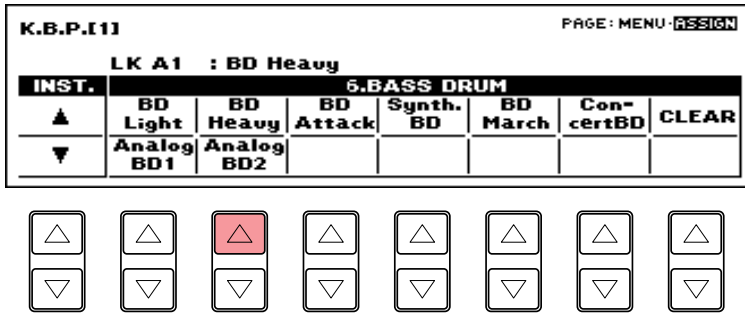 K.B.P.[1] PAGE: MENU·ASSIGN
LK A1 : BD Heavy
INST. 6.BASS DRUM
BD Light BD Heavy BD Attack Synth. BD BD March Con- certBD CLEAR
Analog BD1 Analog BD2